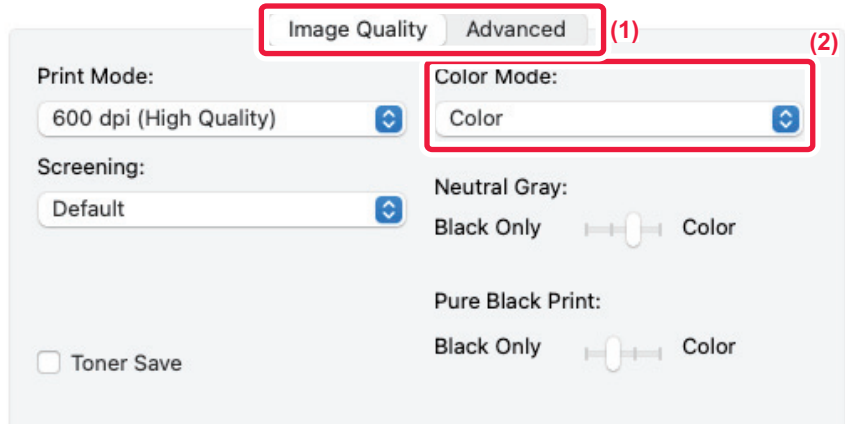 Image Quality Advanced (1)
(2)
Print Mode:
600 dpi (High Quality)
Screening:
Default
Toner Save
Color Mode:
Color
Neutral Gray:
Black Only Color
Pure Black Print:
Black Only Color